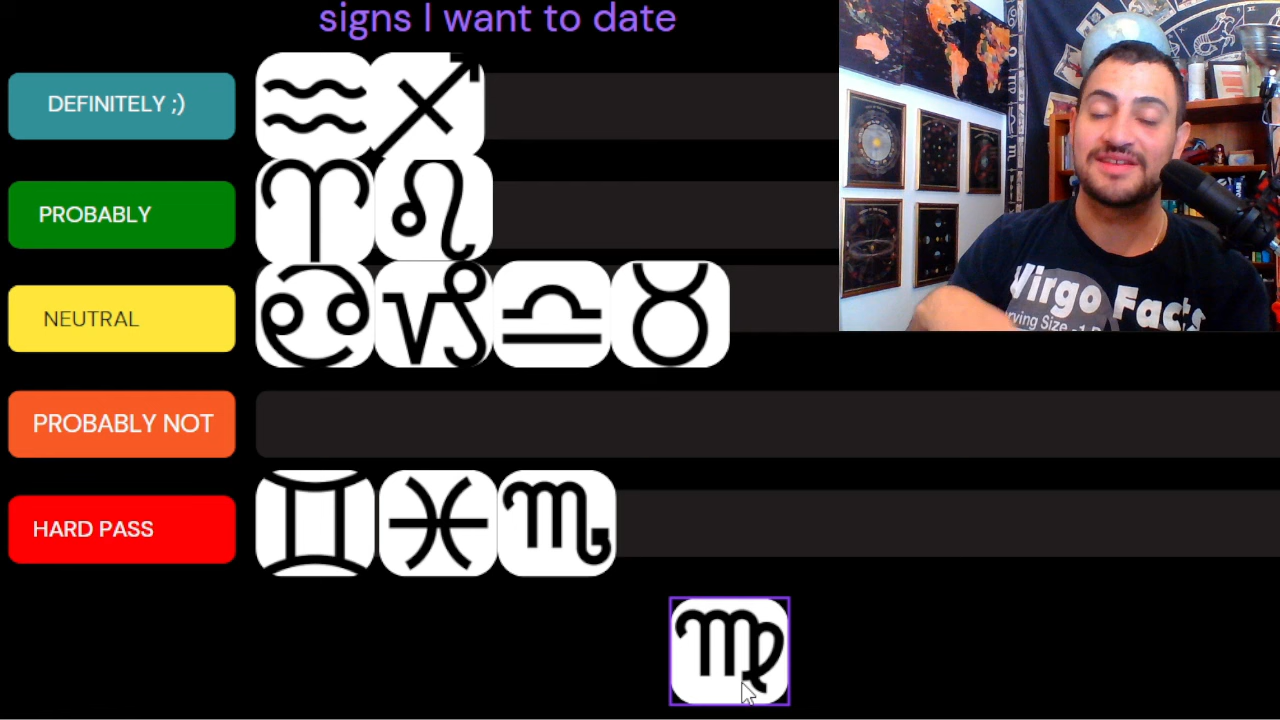 signs I want to date
DEFINITELY ;)
PROBABLY
NEUTRAL
PROBABLY NOT
HARD PASS
Virgo Facts